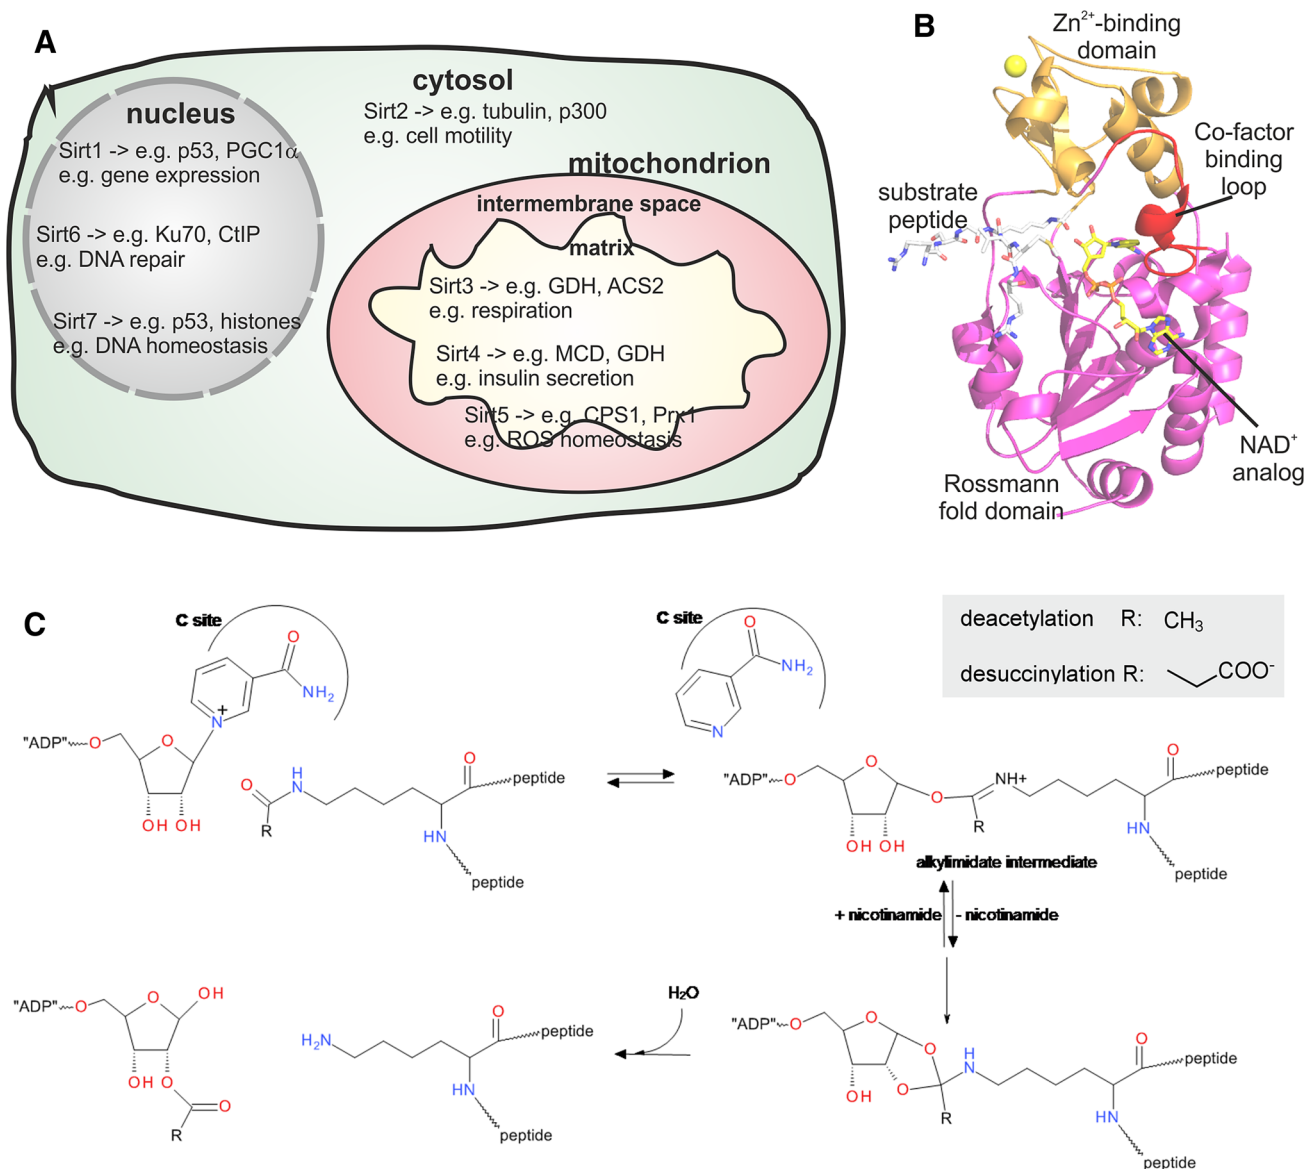 A
cytosol
Sirt2 -> e.g. tubulin, p300
e.g. cell motility
nucleus
Sirt1 -> e.g. p53, PGC1α
e.g. gene expression
Sirt6 -> e.g. Ku70, CtIP
e.g. DNA repair
Sirt7 -> e.g. p53, histones
e.g. DNA homeostasis
mitochondrion
intermembrane space
matrix
Sirt3 -> e.g. GDH, ACS2
e.g. respiration
Sirt4 -> e.g. MCD, GDH
e.g. insulin secretion
Sirt5 -> e.g. CPS1, Prx1
e.g. ROS homeostasis
B
Zn²⁺-binding
domain
Co-factor
binding
loop
substrate
peptide
NAD⁺
analog
Rossmann
fold domain
C
C site
O
NH₂
+
N
"ADP"
O
O
OH OH
O
H
N
R
O
peptide
HN
peptide
C site
O
NH₂
N
"ADP"
O
O
OH OH
O
NH+
R
O
peptide
HN
peptide
alkylimidate intermediate
deacetylation R: CH₃
desuccinylation R: COO⁻
+ nicotinamide
- nicotinamide
"ADP"
O
O
OH
OH
O
O
R
H₂N
O
peptide
HN
peptide
H₂O
"ADP"
O
O
OH
O
O
H
N
R
O
peptide
HN
peptide